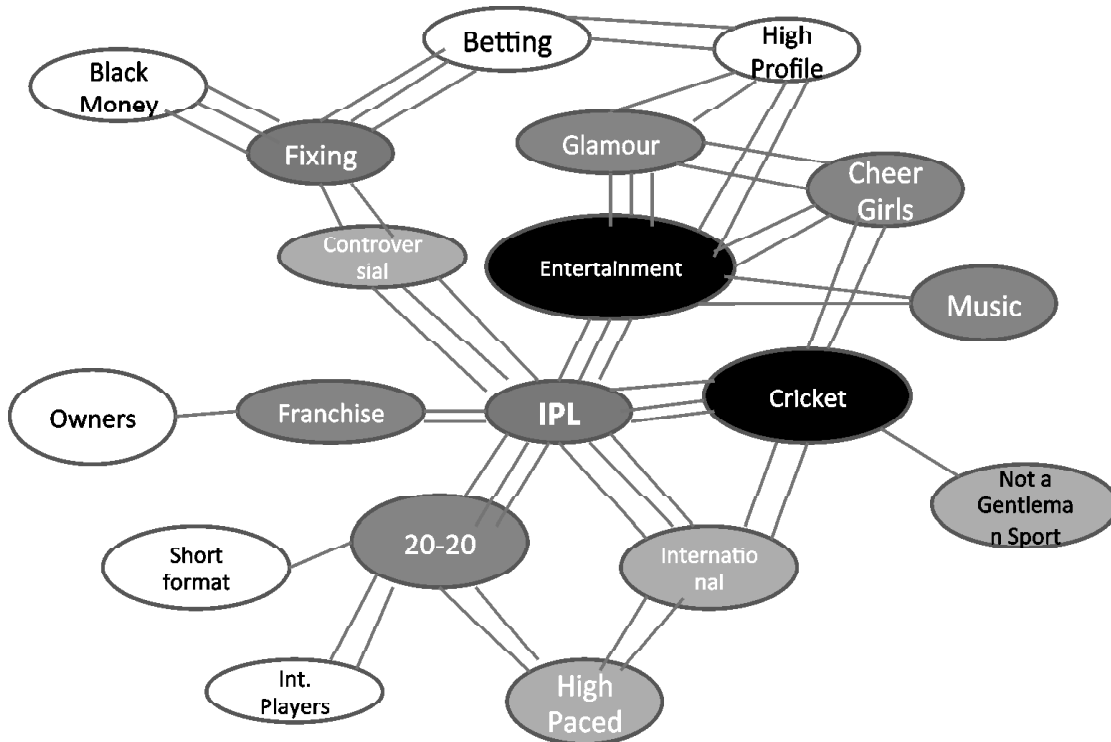 Betting
High
Profile
Black
Money
Glamour
Fixing
Cheer
Girls
Controver
sial
Entertainment
Music
Cricket
Owners
Franchise
IPL
Not a
Gentlema
n Sport
20-20
Short
format
Internatio
nal
Int.
Players
High
Paced